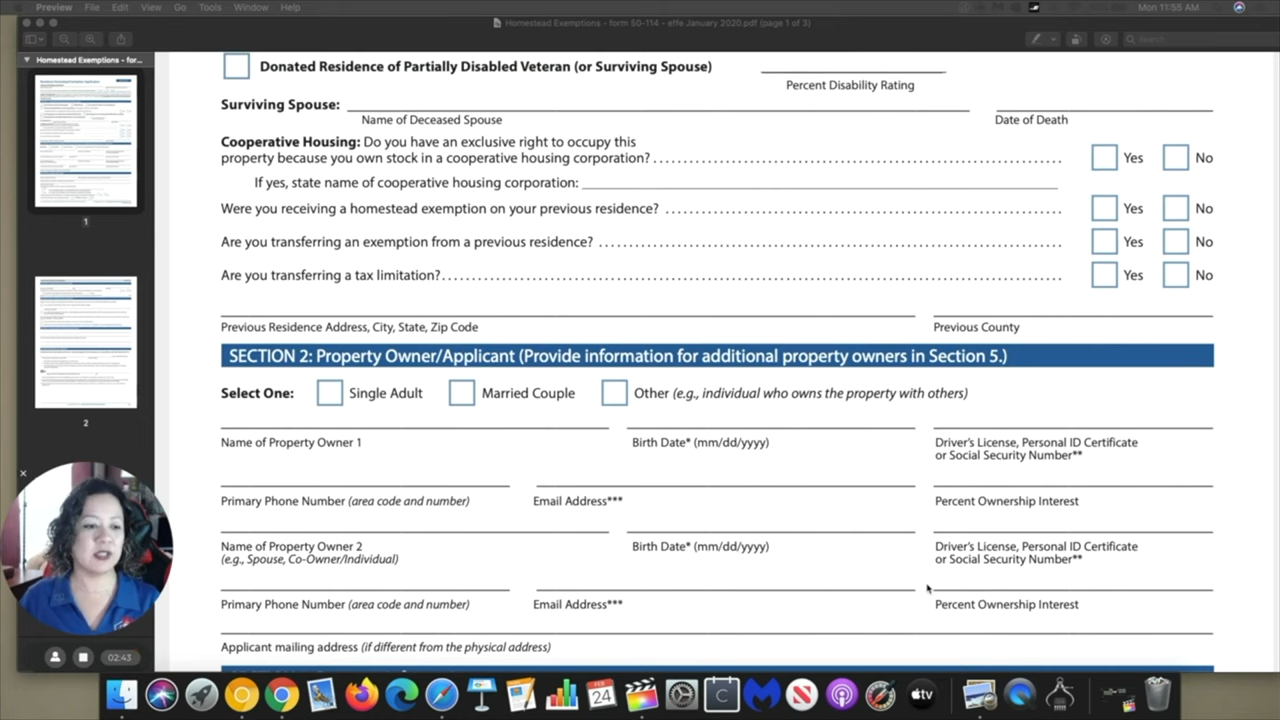 Preview File Edit View Go Tools Window Help Mon 11:55 AM
Homestead Exemptions - form 50-114 - effe January 2020.pdf (page 1 of 3)
Search
Homestead Exemptions - for...
1
2
02:43
Donated Residence of Partially Disabled Veteran (or Surviving Spouse)
Percent Disability Rating
Surviving Spouse:
Name of Deceased Spouse Date of Death
Cooperative Housing: Do you have an exclusive right to occupy this
property because you own stock in a cooperative housing corporation? Yes No
If yes, state name of cooperative housing corporation:
Were you receiving a homestead exemption on your previous residence? Yes No
Are you transferring an exemption from a previous residence? Yes No
Are you transferring a tax limitation? Yes No
Previous Residence Address, City, State, Zip Code Previous County
SECTION 2: Property Owner/Applicant (Provide information for additional property owners in Section 5.)
Select One: Single Adult Married Couple Other (e.g., individual who owns the property with others)
Name of Property Owner 1 Birth Date* (mm/dd/yyyy) Driver's License, Personal ID Certificate
or Social Security Number**
Primary Phone Number (area code and number) Email Address*** Percent Ownership Interest
Name of Property Owner 2 Birth Date* (mm/dd/yyyy) Driver's License, Personal ID Certificate
(e.g., Spouse, Co-Owner/Individual) or Social Security Number**
Primary Phone Number (area code and number) Email Address*** Percent Ownership Interest
Applicant mailing address (if different from the physical address)
FEB
24
C
N
tv